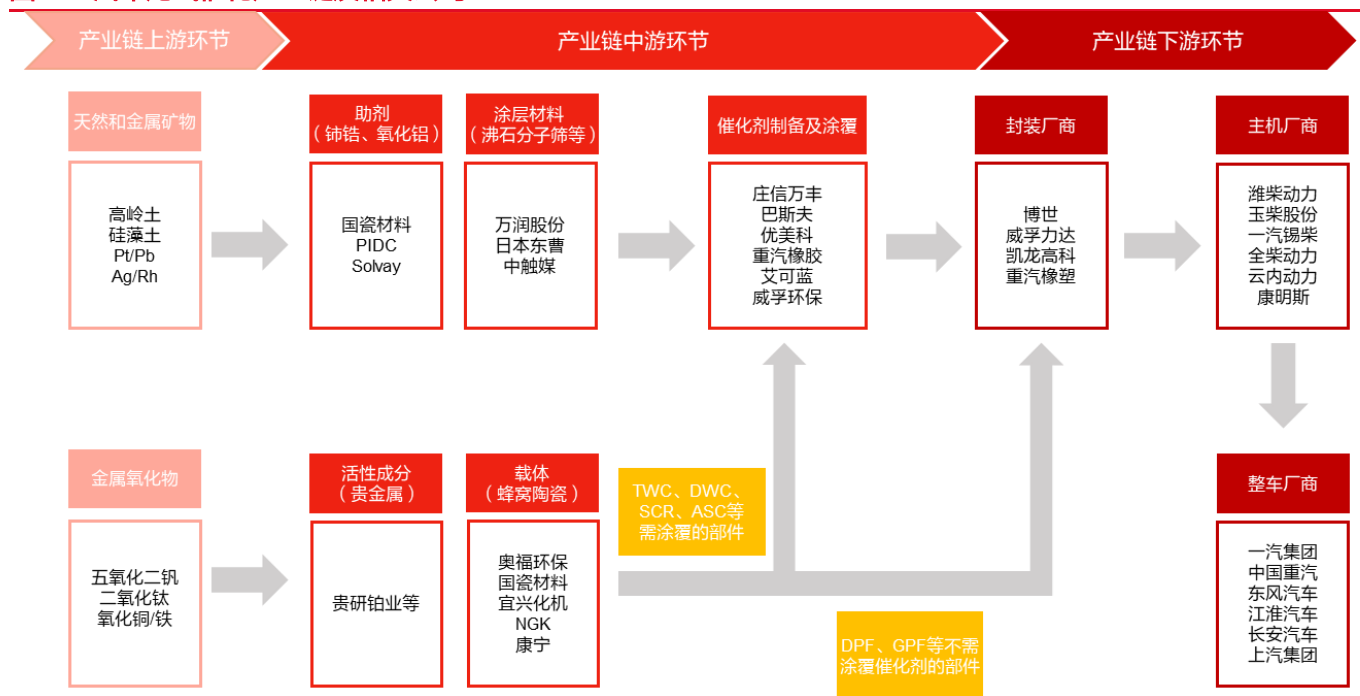 产业链上游环节
产业链中游环节
产业链下游环节
天然和金属矿物
高岭土
硅藻土
Pt/Pb
Ag/Rh
助剂
（铈锆、氧化铝）
国瓷材料
PIDC
Solvay
涂层材料
（沸石分子筛等）
万润股份
日本东曹
中触媒
催化剂制备及涂覆
庄信万丰
巴斯夫
优美科
重汽橡胶
艾可蓝
威孚环保
封装厂商
博世
威孚力达
凯龙高科
重汽橡塑
主机厂商
潍柴动力
玉柴股份
一汽锡柴
全柴动力
云内动力
康明斯
金属氧化物
五氧化二钒
二氧化钛
氧化铜/铁
活性成分
（贵金属）
贵研铂业等
载体
（蜂窝陶瓷）
奥福环保
国瓷材料
宜兴化机
NGK
康宁
TWC、DWC、
SCR、ASC等
需涂覆的部件
DPF、GPF等不需
涂覆催化剂的部件
整车厂商
一汽集团
中国重汽
东风汽车
江淮汽车
长安汽车
上汽集团